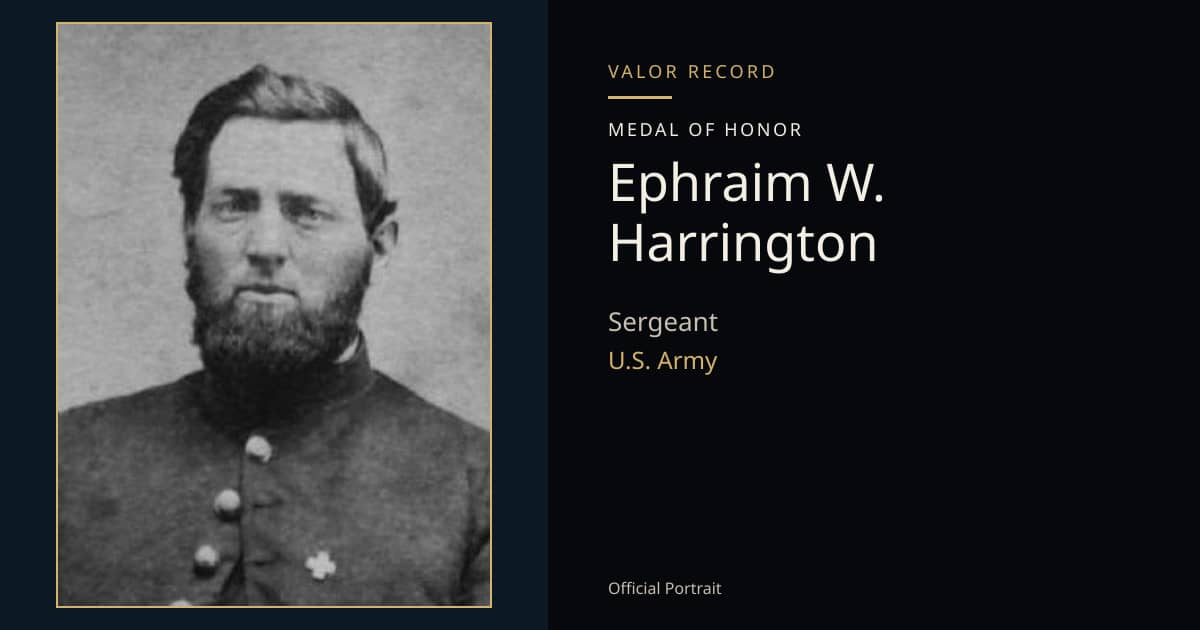 VALOR RECORD
MEDAL OF HONOR
Ephraim W.
Harrington
Sergeant
U.S. Army
Official Portrait